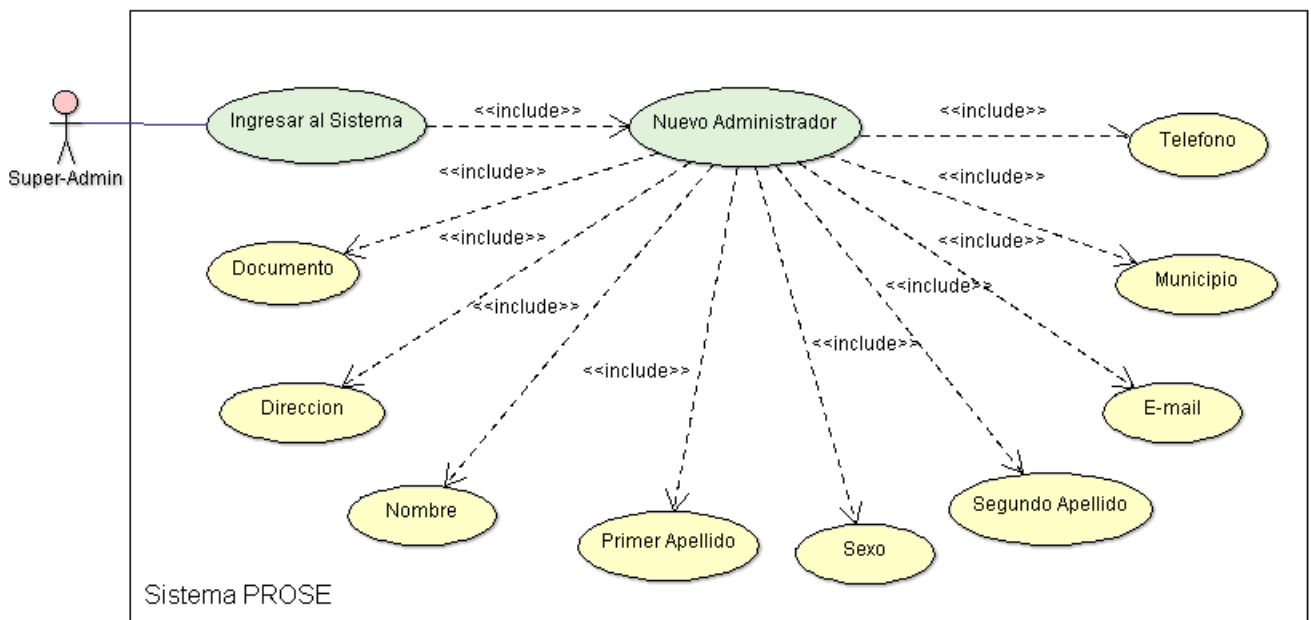 Ingresar al Sistema
<<include>>
Nuevo Administrador
<<include>>
Telefono
Super-Admin
<<include>>
<<include>>
Documento
<<include>>
<<include>>
Municipio
<<include>>
<<include>>
<<include>>
<<include>>
Direccion
E-mail
Nombre
Segundo Apellido
Primer Apellido
Sexo
Sistema PROSE